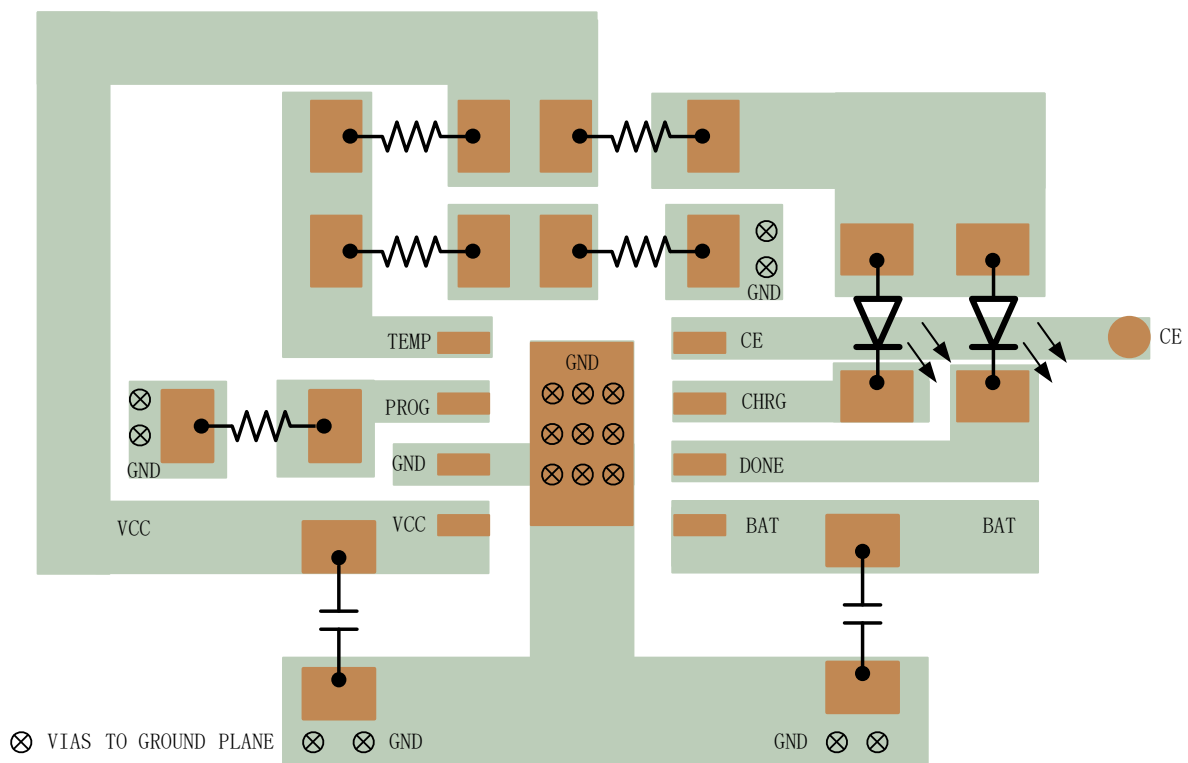 GND
TEMP
CE
CE
GND
PROG
CHRG
GND
GND
DONE
VCC
VCC
BAT
BAT
VIAS TO GROUND PLANE
GND
GND